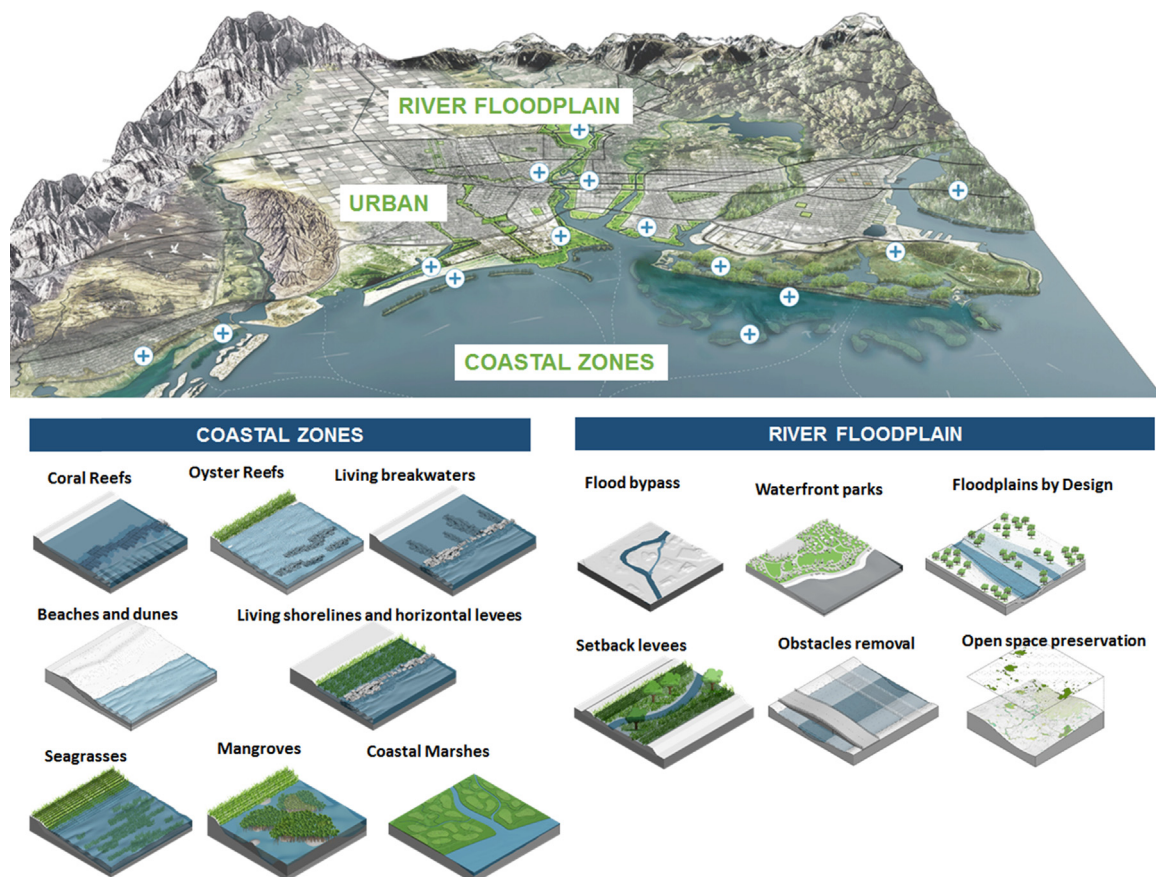 RIVER FLOODPLAIN
URBAN
COASTAL ZONES
COASTAL ZONES
Coral Reefs
Oyster Reefs
Living breakwaters
Beaches and dunes
Living shorelines and horizontal levees
Seagrasses
Mangroves
Coastal Marshes
RIVER FLOODPLAIN
Flood bypass
Waterfront parks
Floodplains by Design
Setback levees
Obstacles removal
Open space preservation